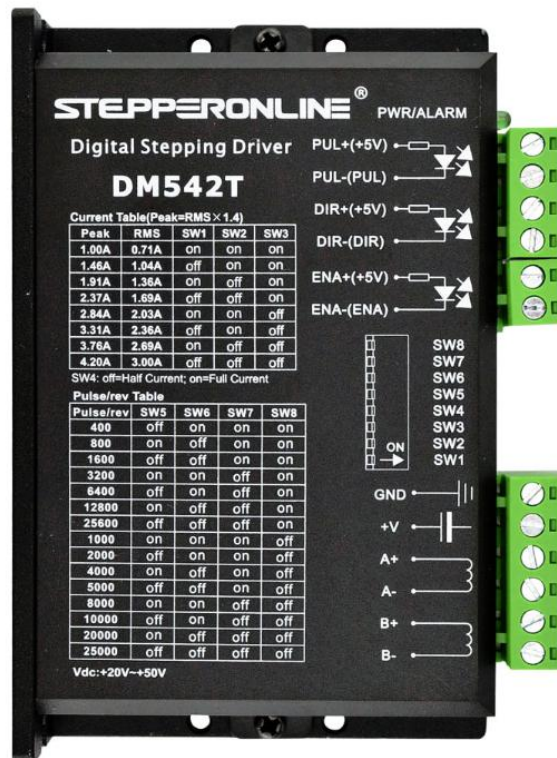 STEPPERONLINE®
PWR/ALARM
Digital Stepping Driver
DM542T
Current Table(Peak=RMS×1.4)
Peak RMS SW1 SW2 SW3
1.00A 0.71A on on on
1.46A 1.04A off on on
1.91A 1.36A on off on
2.37A 1.69A off off on
2.84A 2.03A on on off
3.31A 2.36A off on off
3.76A 2.69A on off off
4.20A 3.00A off off off
SW4: off=Half Current; on=Full Current
Pulse/rev Table
Pulse/rev SW5 SW6 SW7 SW8
400 off on on on
800 on off on on
1600 off off on on
3200 on on off on
6400 off on off on
12800 on off off on
25600 off off off on
1000 on on on off
2000 off on on off
4000 on off on off
5000 off off on off
8000 on on off off
10000 off on off off
20000 on off off off
25000 off off off off
Vdc:+20V~+50V
PUL+(+5V)
PUL-(PUL)
DIR+(+5V)
DIR-(DIR)
ENA+(+5V)
ENA-(ENA)
SW8
SW7
SW6
SW5
SW4
SW3
SW2
ON SW1
GND
+V
A+
A-
B+
B-